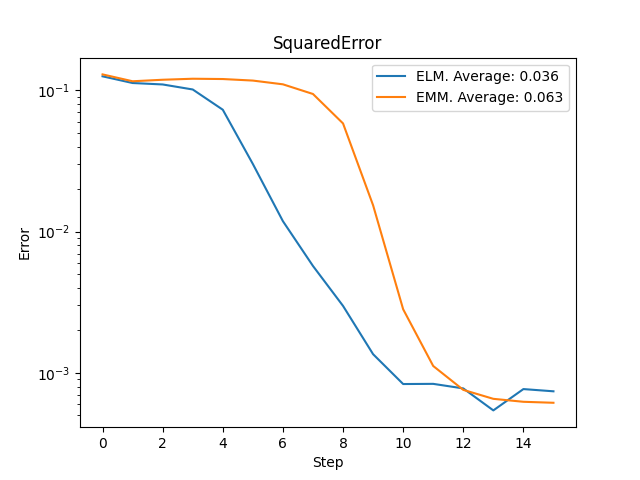 SquaredError
ELM. Average: 0.036
EMM. Average: 0.063
Error
10⁻¹
10⁻²
10⁻³
0 2 4 6 8 10 12 14
Step